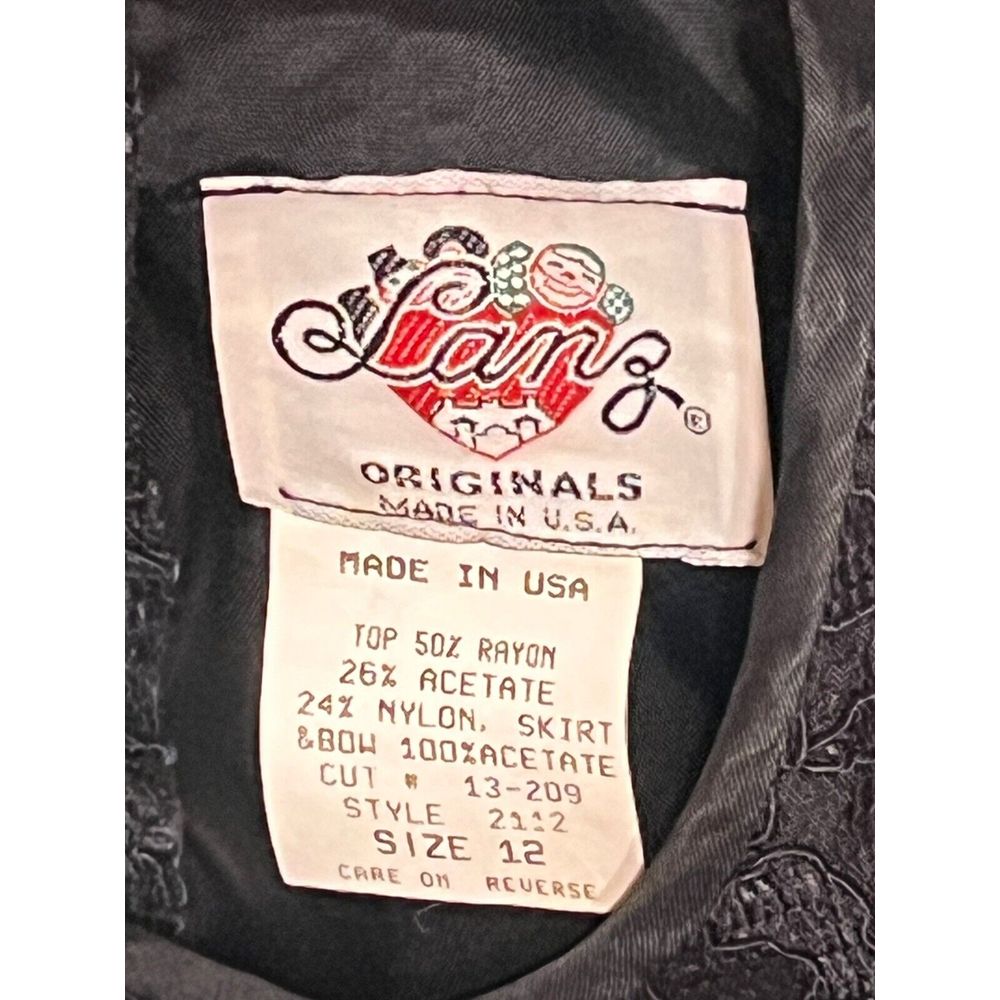 Lanz ®
ORIGINALS
MADE IN U.S.A.
MADE IN USA
TOP 50% RAYON
26% ACETATE
24% NYLON, SKIRT
&BOW 100%ACETATE
CUT # 13-209
STYLE 2112
SIZE 12
CARE ON REVERSE